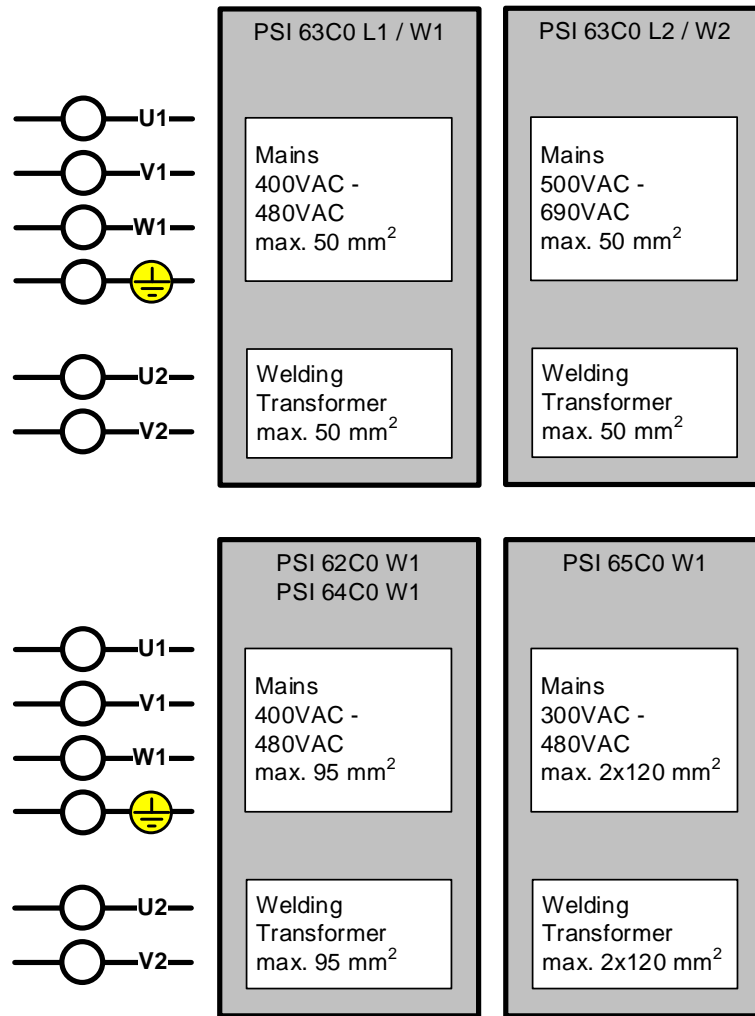 PSI 63C0 L1 / W1
PSI 63C0 L2 / W2
U1
V1
W1
U2
V2
Mains
400VAC -
480VAC
max. 50 mm²
Welding
Transformer
max. 50 mm²
Mains
500VAC -
690VAC
max. 50 mm²
Welding
Transformer
max. 50 mm²
PSI 62C0 W1
PSI 64C0 W1
PSI 65C0 W1
U1
V1
W1
U2
V2
Mains
400VAC -
480VAC
max. 95 mm²
Welding
Transformer
max. 95 mm²
Mains
300VAC -
480VAC
max. 2x120 mm²
Welding
Transformer
max. 2x120 mm²